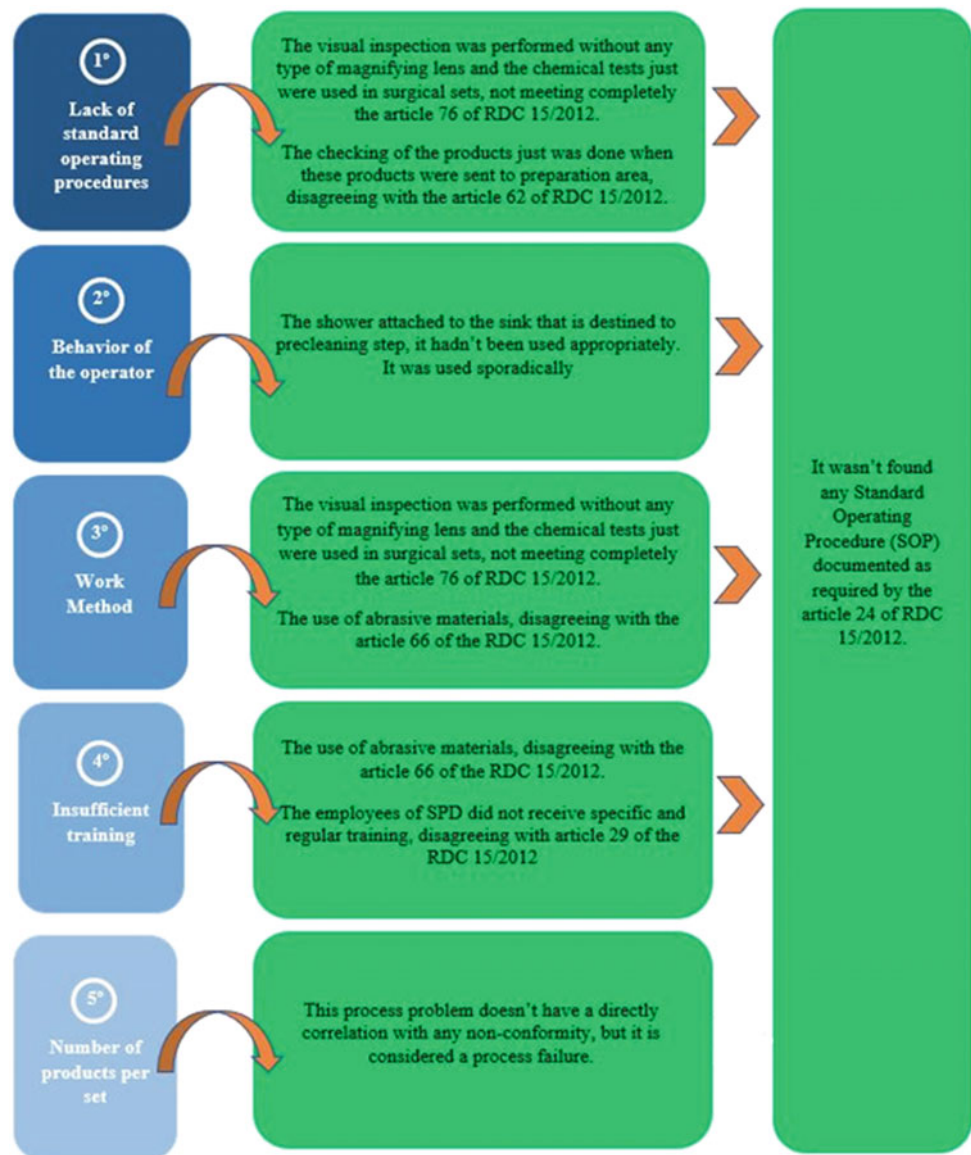 1º
Lack of
standard
operating
procedures
The visual inspection was performed without any
type of magnifying lens and the chemical tests just
were used in surgical sets, not meeting completely
the article 76 of RDC 15/2012.
The checking of the products just was done when
these products were sent to preparation area,
disagreeing with the article 62 of RDC 15/2012.
2º
Behavior of
the operator
The shower attached to the sink that is destined to
precleaning step, it hadn't been used appropriately.
It was used sporadically
3º
Work
Method
The visual inspection was performed without any
type of magnifying lens and the chemical tests just
were used in surgical sets, not meeting completely
the article 76 of RDC 15/2012.
The use of abrasive materials, disagreeing with the
article 66 of the RDC 15/2012.
4º
Insufficient
training
The use of abrasive materials, disagreeing with the
article 66 of the RDC 15/2012.
The employees of SPD did not receive specific and
regular training, disagreeing with article 29 of the
RDC 15/2012
5º
Number of
products per
set
This process problem doesn't have a directly
correlation with any non-conformity, but it is
considered a process failure.
It wasn't found
any Standard
Operating
Procedure (SOP)
documented as
required by the
article 24 of RDC
15/2012.